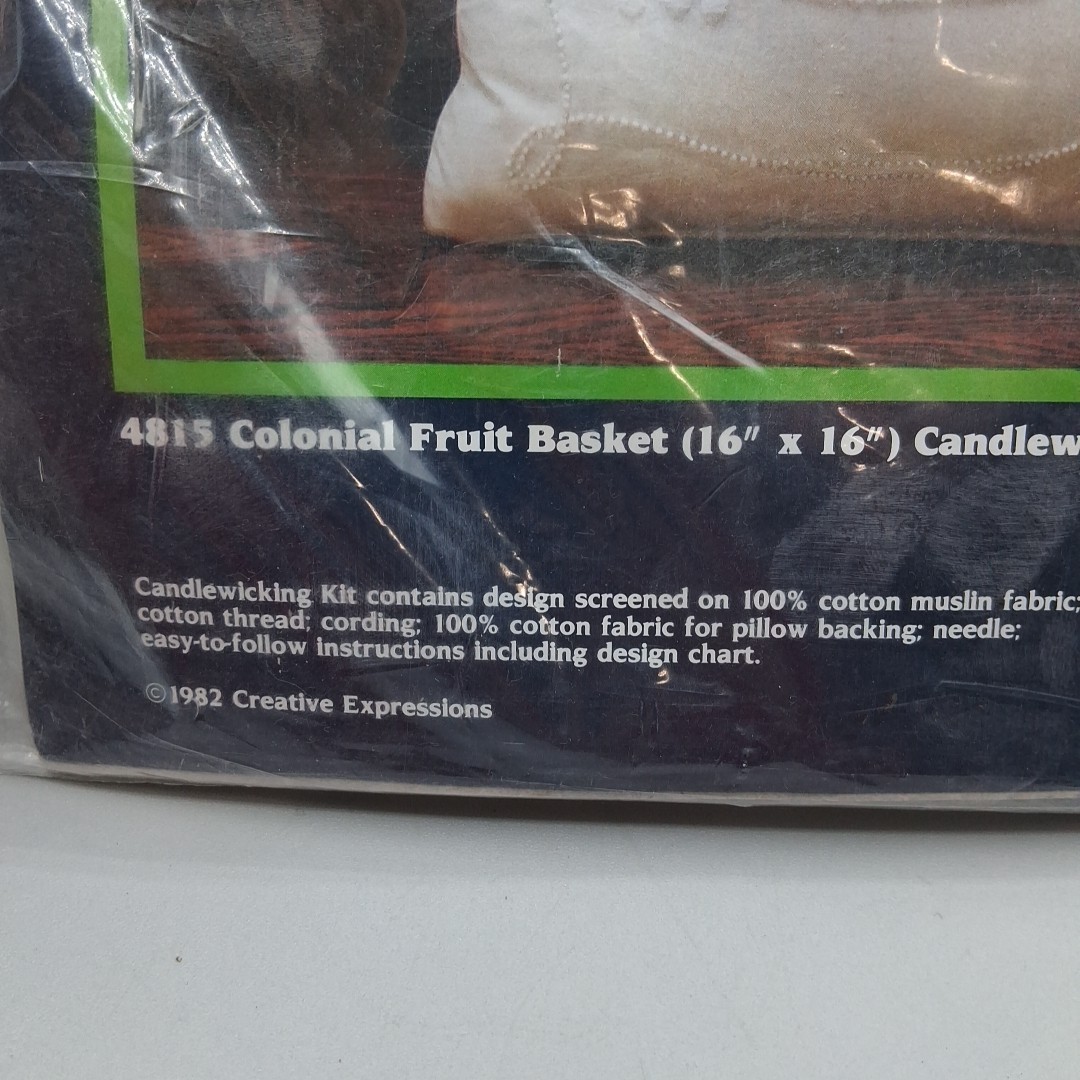 4815 Colonial Fruit Basket (16" x 16") Candlew
Candlewicking Kit contains design screened on 100% cotton muslin fabric;
cotton thread; cording; 100% cotton fabric for pillow backing; needle;
easy-to-follow instructions including design chart.
©1982 Creative Expressions